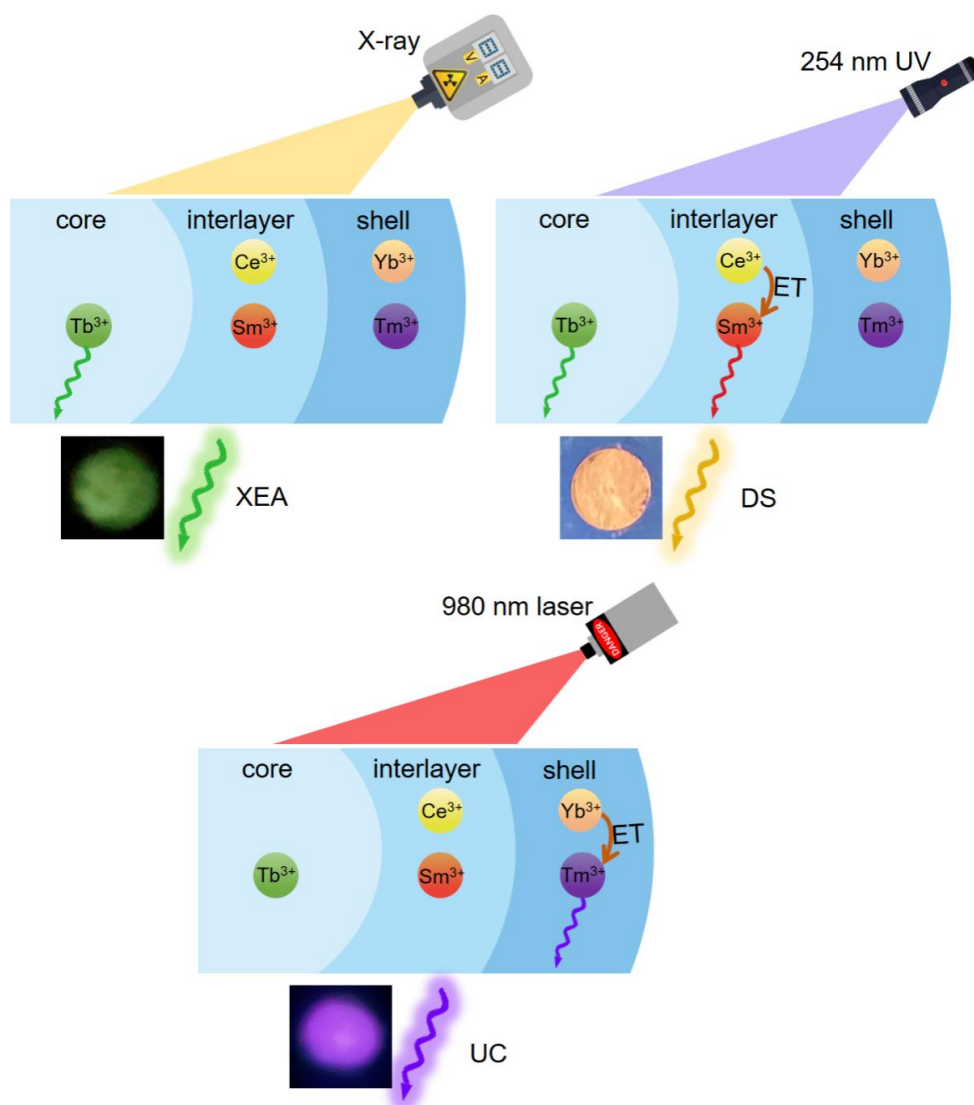 X-ray
V
A
254 nm UV
core
interlayer
shell
Ce³⁺
Yb³⁺
Tb³⁺
Sm³⁺
Tm³⁺
XEA
core
interlayer
shell
Ce³⁺
Yb³⁺
ET
Tb³⁺
Sm³⁺
Tm³⁺
DS
980 nm laser
DANGER
core
interlayer
shell
Ce³⁺
Yb³⁺
ET
Tb³⁺
Sm³⁺
Tm³⁺
UC